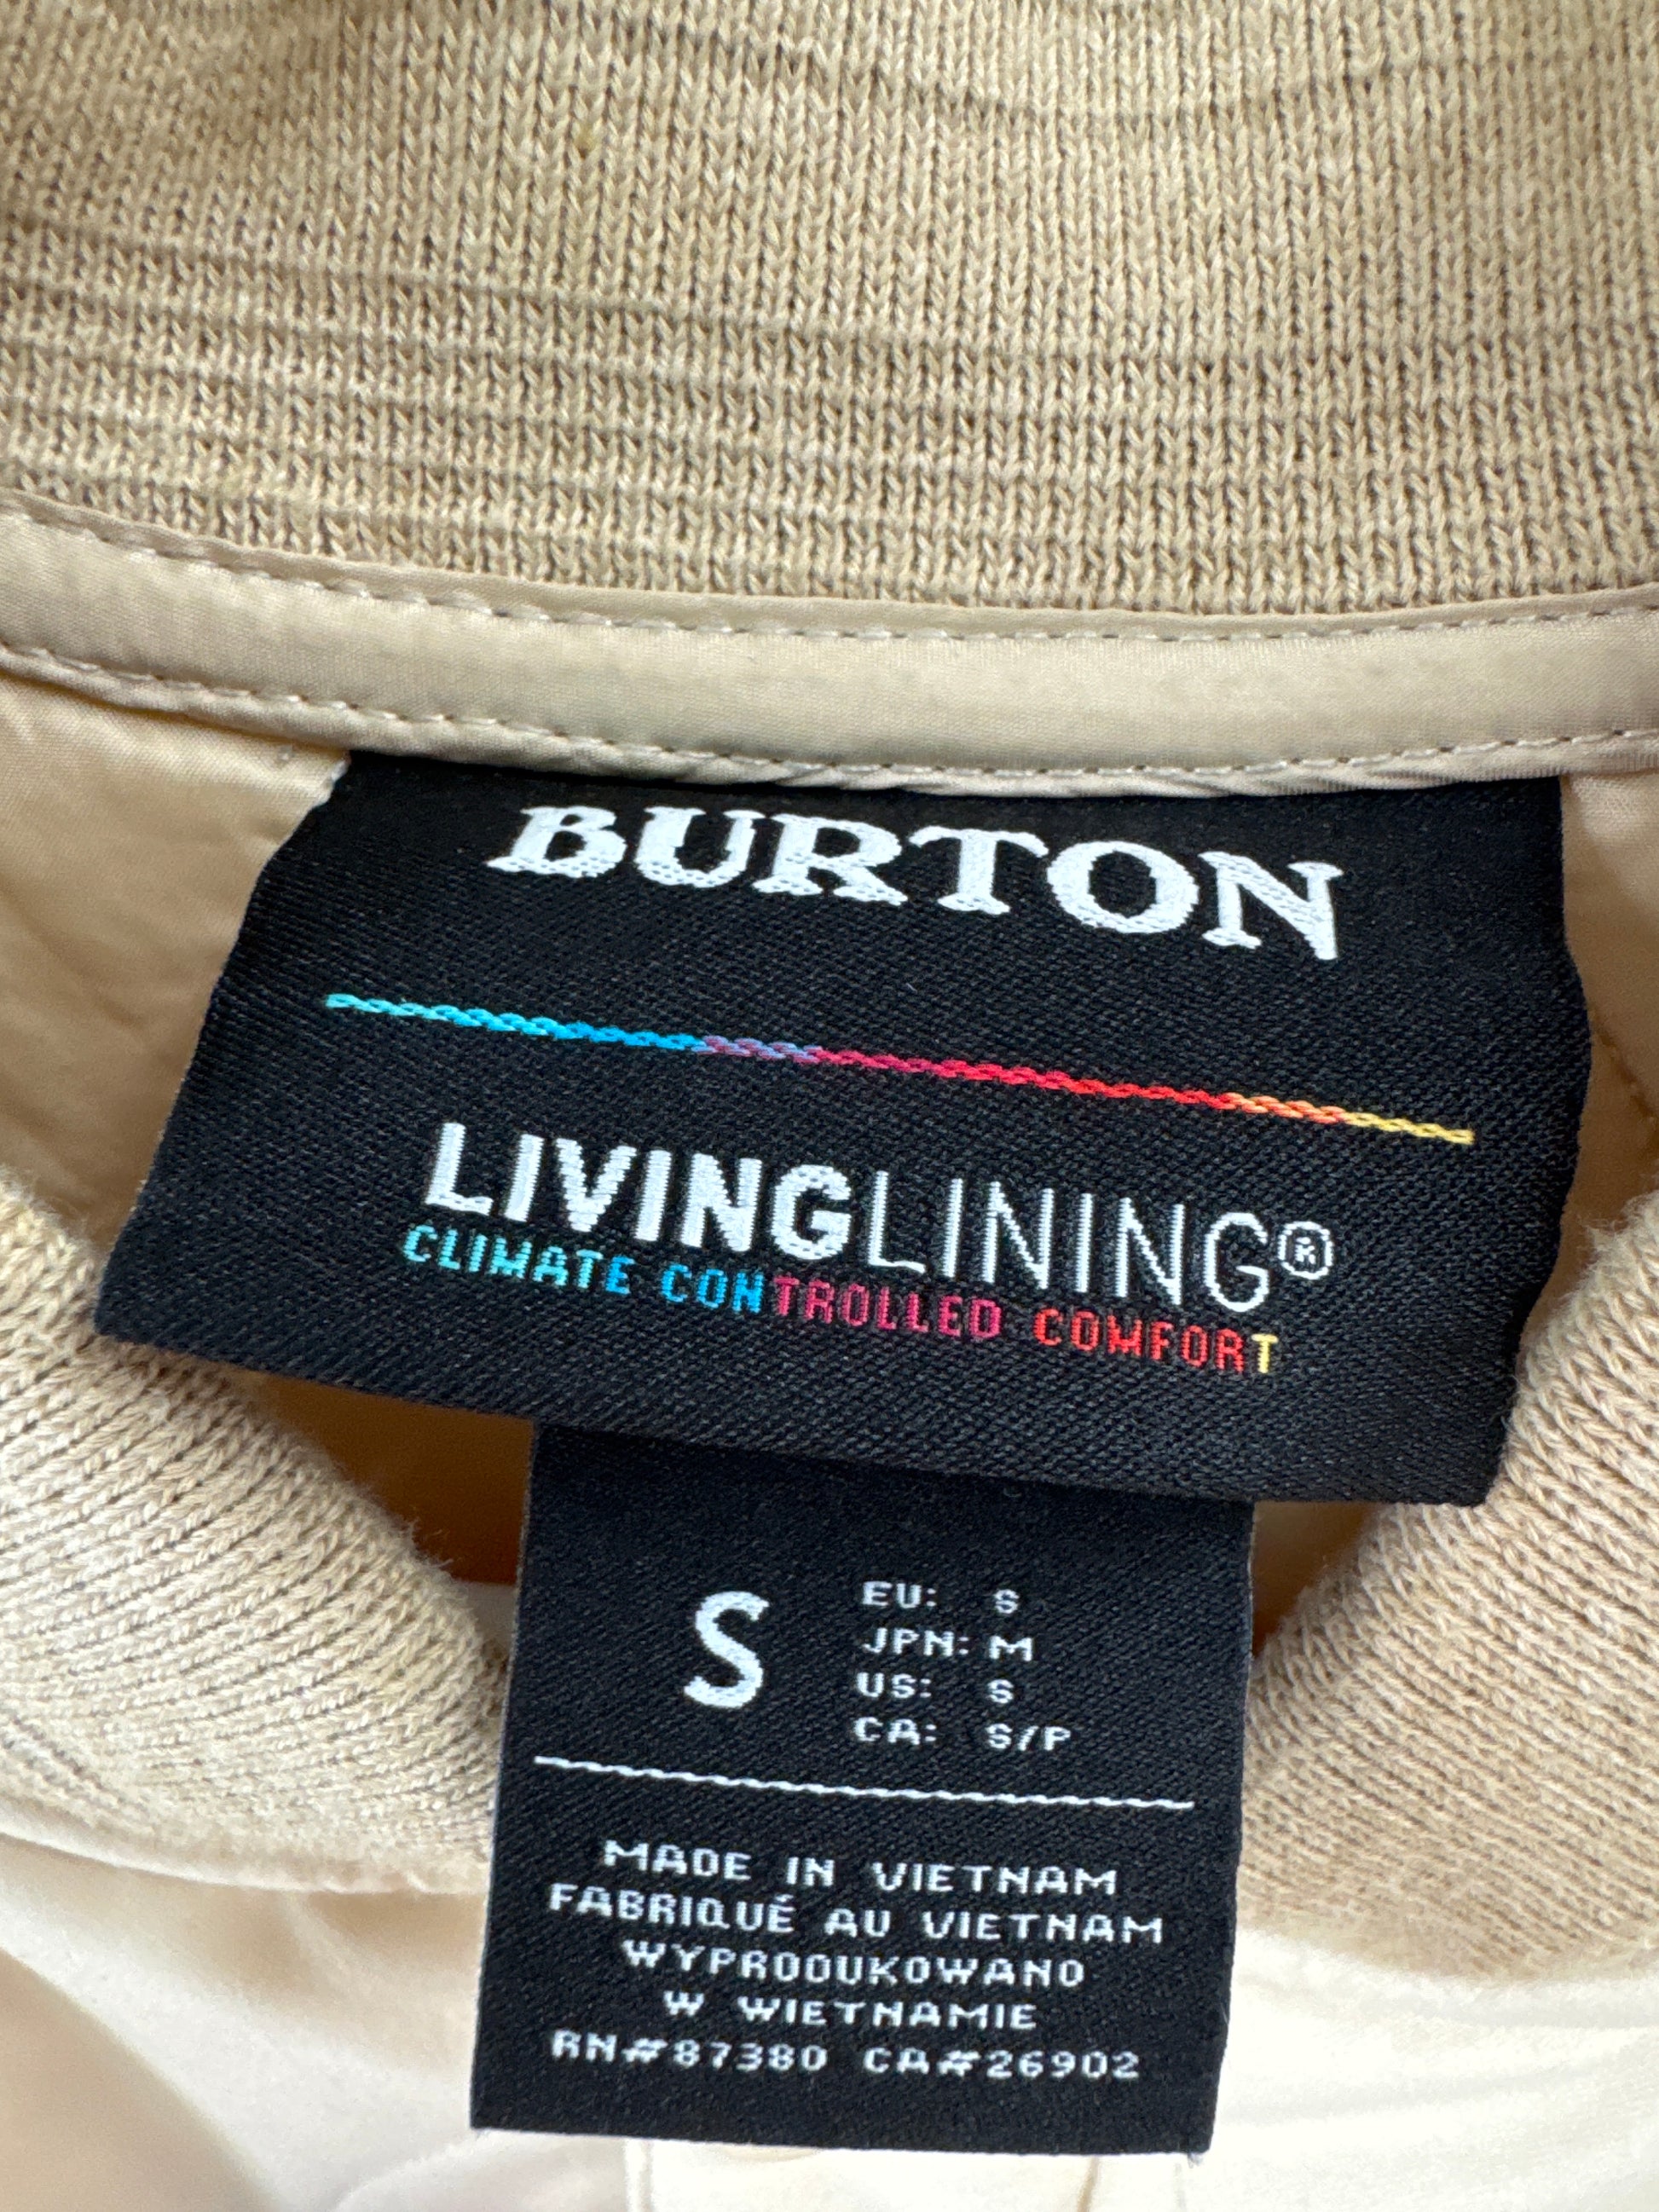 BURTON
LIVINGLINING®
CLIMATE CONTROLLED COMFORT
S
EU: S
JPN: M
US: S
CA: S/P
MADE IN VIETNAM
FABRIQUÉ AU VIETNAM
WYPRODUKOWANO
W WIETNAMIE
RN#87380 CA#26902